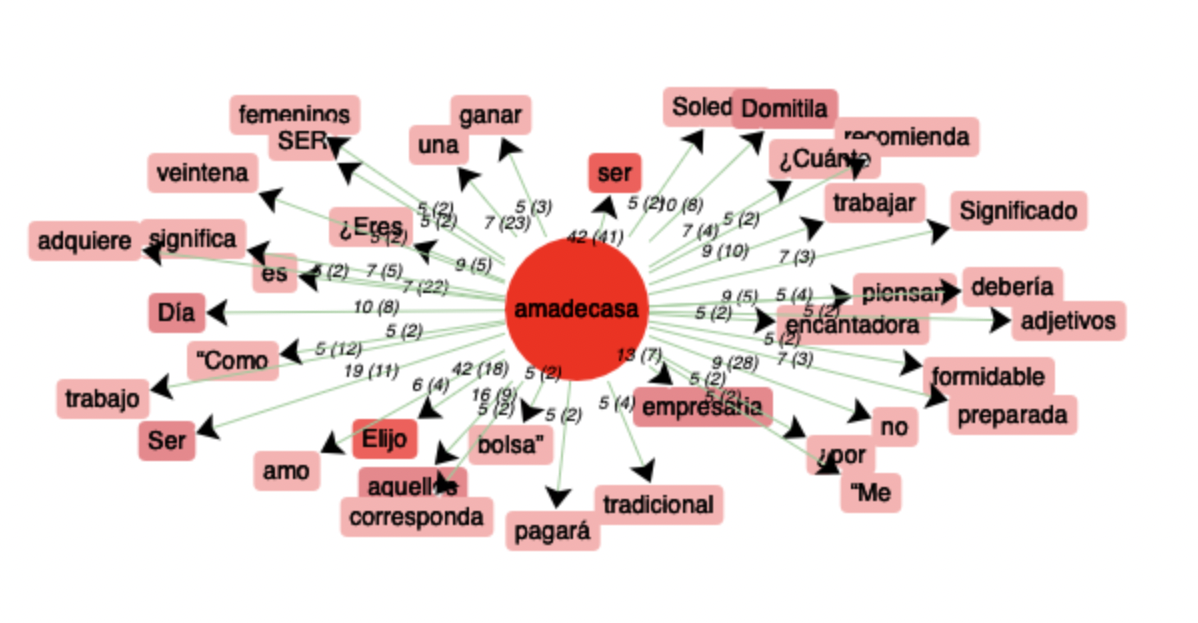 femeninos
SER
ganar
una
Soled
Domitila
recomienda
¿Cuánto
veintena
ser
trabajar
Significado
¿Eres
adquiere
significa
es
5 (2)
5 (2)
5 (3)
7 (23)
5 (2)
10 (8)
42 (41)
7 (4)
5 (2)
9 (10)
7 (3)
5 (2)
9 (5)
5 (2)
7 (5)
7 (22)
amadecasa
9 (5)
5 (4)
5 (2)
5 (2)
piensan
debería
encantadora
adjetivos
Día
10 (8)
5 (2)
"Como
5 (12)
19 (11)
trabajo
Ser
6 (4)
42 (18)
16 (9)
5 (2)
5 (2)
5 (2)
5 (4)
13 (7)
9 (28)
5 (2)
7 (3)
5 (2)
5 (2)
formidable
preparada
empresaria
no
¿por
"Me
amo
Elijo
bolsa"
corresponda
pagará
tradicional